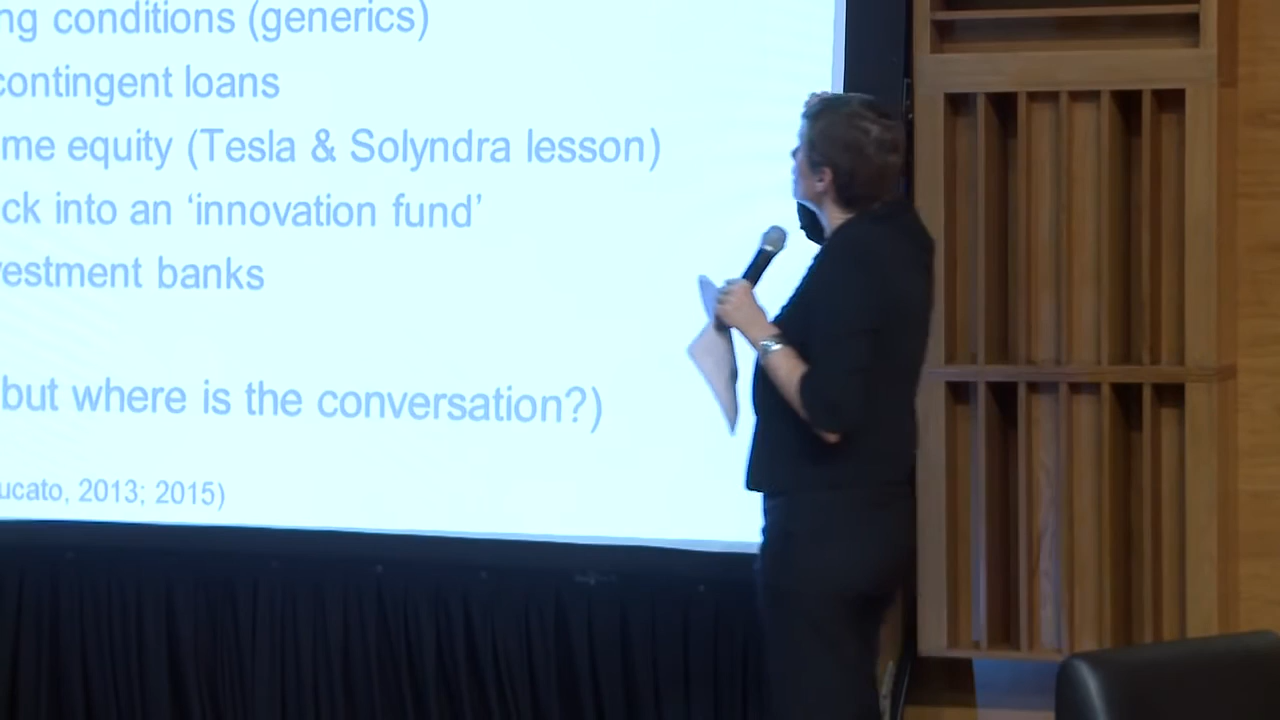 ng conditions (generics)
contingent loans
me equity (Tesla & Solyndra lesson)
ck into an ‘innovation fund’
vestment banks
but where is the conversation?)
ucato, 2013; 2015)